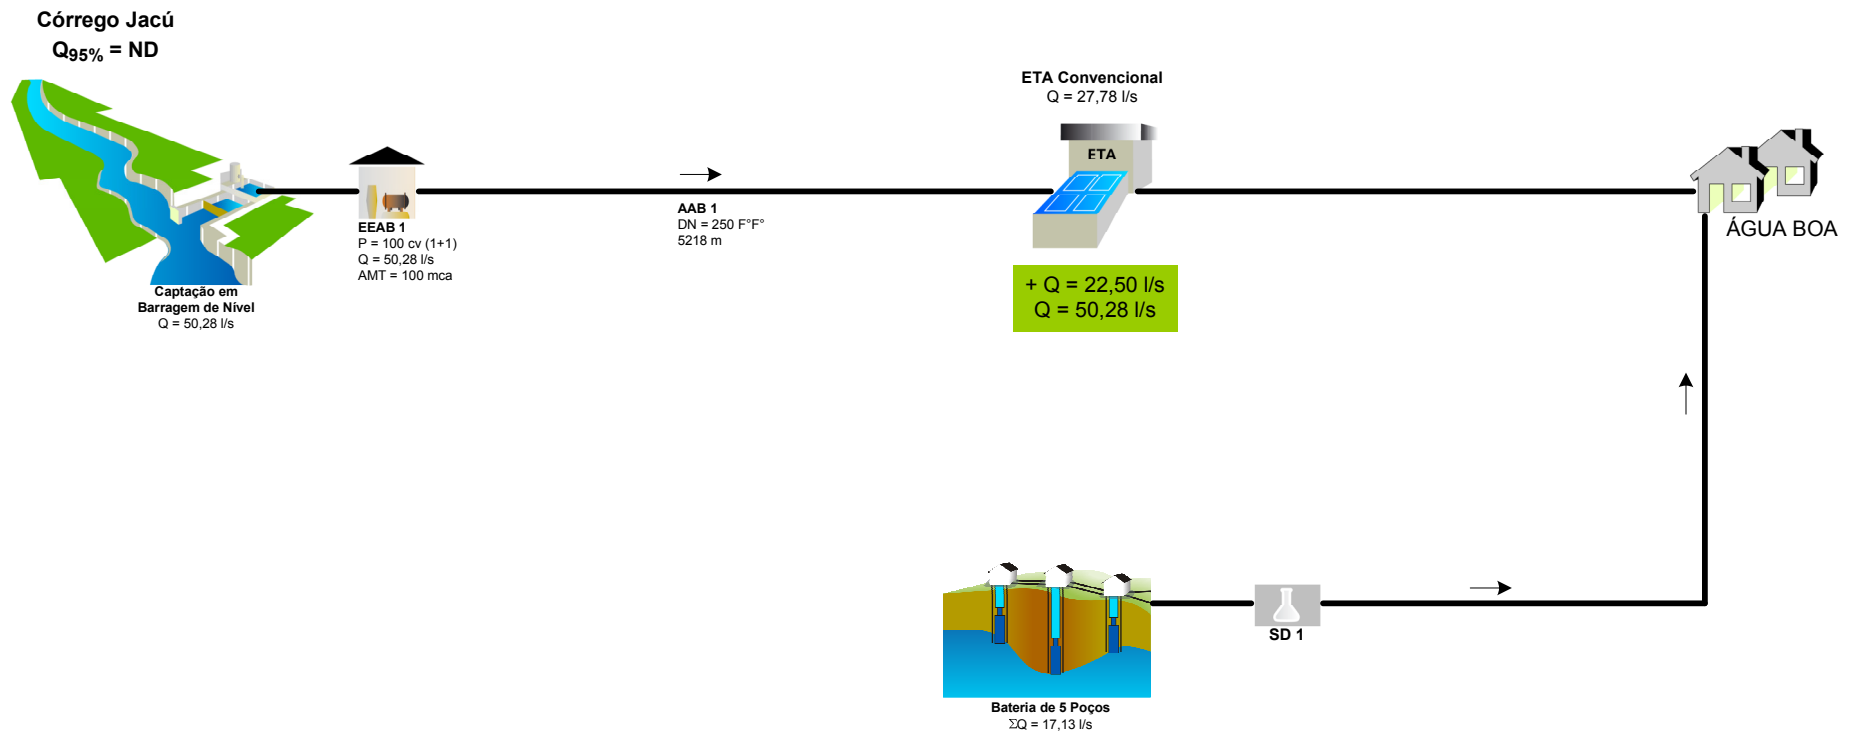 Córrego Jacú
Q95% = ND
ETA Convencional
Q = 27,78 l/s
ETA
EEAB 1
P = 100 cv (1+1)
Q = 50,28 l/s
AMT = 100 mca
AAB 1
DN = 250 F°F°
5218 m
ÁGUA BOA
+ Q = 22,50 l/s
Q = 50,28 l/s
Captação em
Barragem de Nível
Q = 50,28 l/s
SD 1
Bateria de 5 Poços
ΣQ = 17,13 l/s